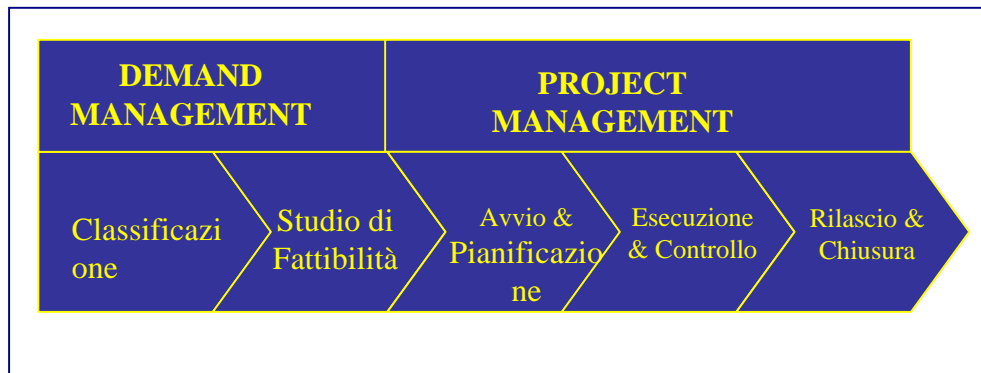 DEMAND
MANAGEMENT
PROJECT
MANAGEMENT
Classificazi
one
Studio di
Fattibilità
Avvio &
Pianificazio
ne
Esecuzione
& Controllo
Rilascio &
Chiusura